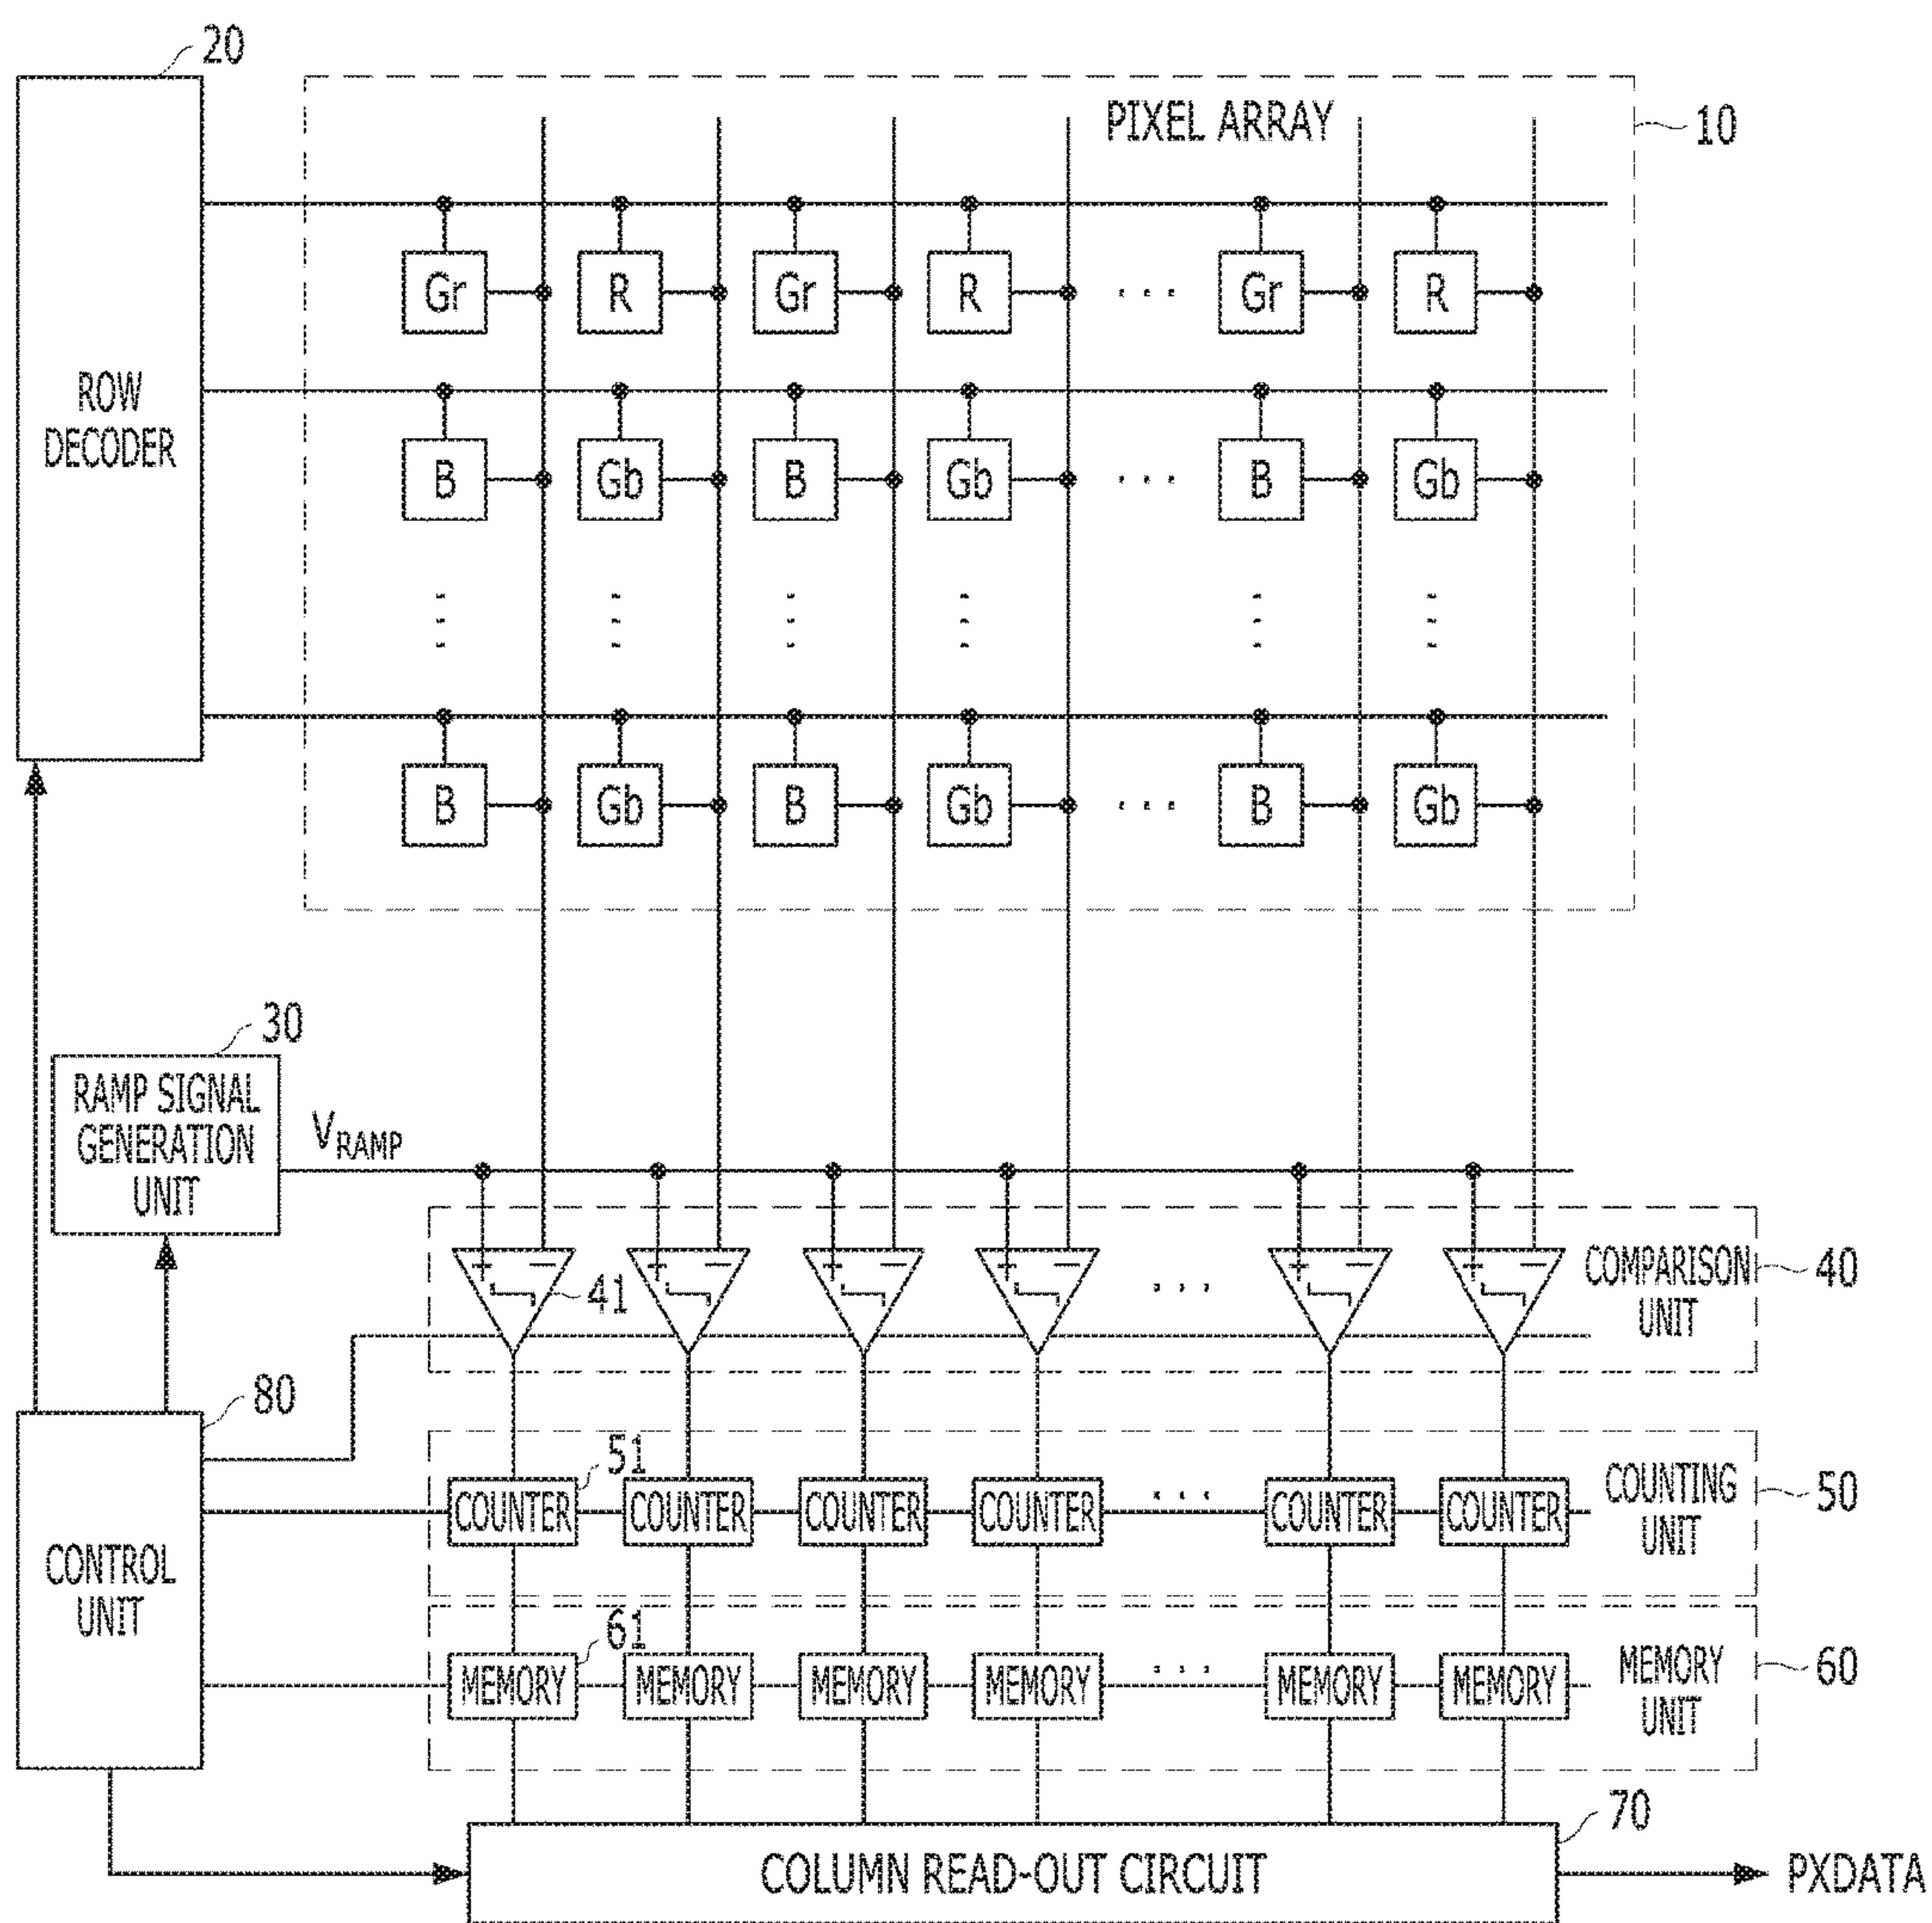 20
PIXEL ARRAY
10
ROW
DECODER
Gr R Gr R ... Gr R
B Gb B Gb ... B Gb
B Gb B Gb ... B Gb
30
RAMP SIGNAL
GENERATION
UNIT
VRAMP
+ - + - + - + - ... + - + -
41
COMPARISON
UNIT
40
80
CONTROL
UNIT
51
COUNTER COUNTER COUNTER COUNTER ... COUNTER COUNTER
COUNTING
UNIT
50
61
MEMORY MEMORY MEMORY MEMORY ... MEMORY MEMORY
MEMORY
UNIT
60
70
COLUMN READ-OUT CIRCUIT
PXDATA